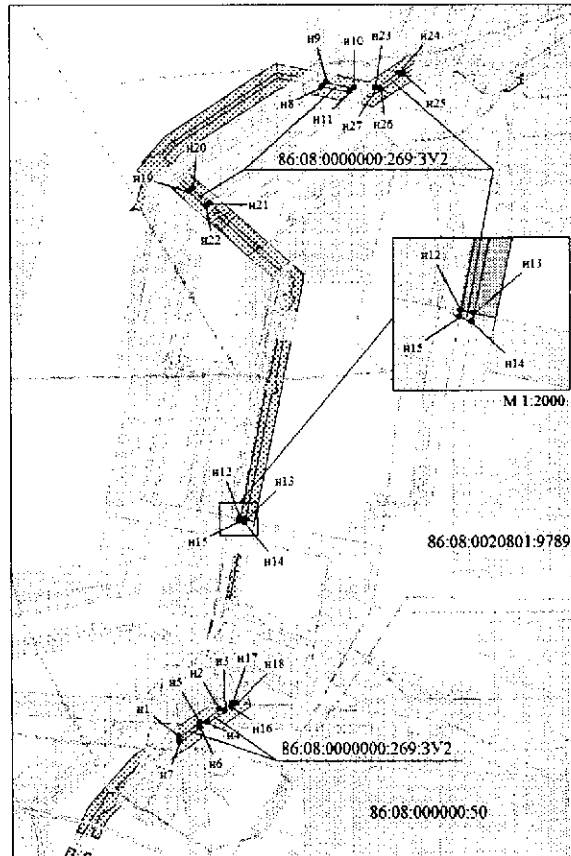 н9
н10
н23
н24
н8
н11
н27
н26
н25
н20
86:08:0000000:269:ЗУ2
н19
н21
н22
н12
н13
н15
н14
М 1:2000
н12
н13
н15
н14
86:08:0020801:9789
н17
н3
н2
н18
н5
н1
н16
н4
86:08:0000000:269:ЗУ2
н7
н6
86:08:000000:50